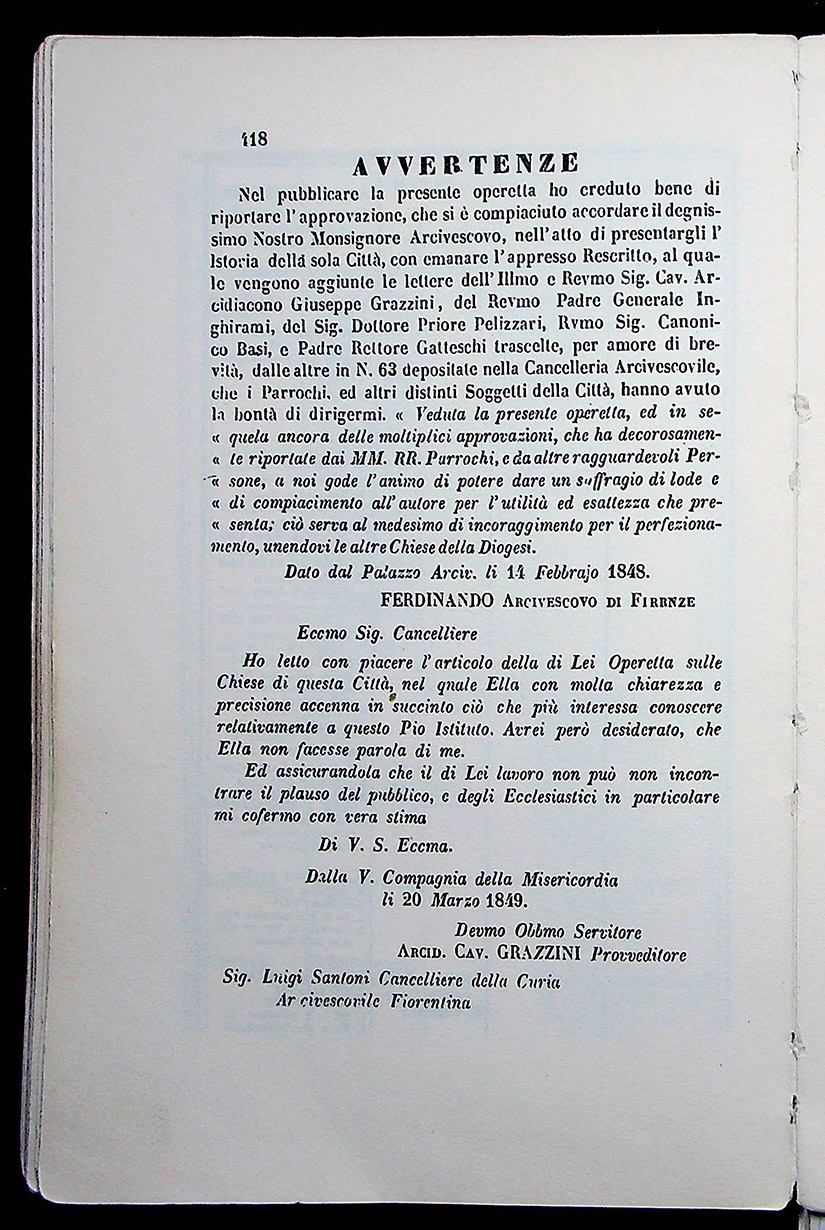 118
AVVERTENZE
Nel pubblicare la presente operetta ho creduto bene di
riportare l' approvazione, che si è compiaciuto accordare il degnis-
simo Nostro Monsignore Arcivescovo, nell' atto di presentargli l'
Istoria della sola Città, con emanare l' appresso Rescritto, al qua-
le vengono aggiunte le lettere dell' Illmo e Revmo Sig. Cav. Ar-
cidiacono Giuseppe Grazzini, del Revmo Padre Generale In-
ghirami, del Sig. Dottore Priore Pelizzari, Rvmo Sig. Canoni-
co Basi, e Padre Rettore Gatteschi trascelte, per amore di bre-
vità, dalle altre in N. 63 depositate nella Cancelleria Arcivescovile,
che i Parrochi, ed altri distinti Soggetti della Città, hanno avuto
la bontà di dirigermi. « Veduta la presente operetta, ed in se-
« quela ancora delle moltiplici approvazioni, che ha decorosamen-
« te riportate dai MM. RR. Parrochi, e da altre ragguardevoli Per-
« sone, a noi gode l' animo di potere dare un suffragio di lode e
« di compiacimento all' autore per l' utilità ed esattezza che pre-
« senta; ciò serva al medesimo di incoraggimento per il perfeziona-
mento, unendovi le altre Chiese della Diogesi.
Dato dal Palazzo Arciv. li 14 Febbrajo 1848.
FERDINANDO ARCIVESCOVO DI FIRRNZE
Eccmo Sig. Cancelliere
Ho letto con piacere l' articolo della di Lei Operetta sulle
Chiese di questa Città, nel quale Ella con molta chiarezza e
precisione accenna in succinto ciò che più interessa conoscere
relativamente a questo Pio Istituto. Avrei però desiderato, che
Ella non facesse parola di me.
Ed assicurandola che il di Lei lavoro non può non incon-
trare il plauso del pubblico, e degli Ecclesiastici in particolare
mi cofermo con vera stima
Di V. S. Eccma.
Dalla V. Compagnia della Misericordia
li 20 Marzo 1849.
Devmo Obbmo Servitore
ARCID. CAV. GRAZZINI Provveditore
Sig. Luigi Santoni Cancelliere della Curia
Arcivescovile Fiorentina